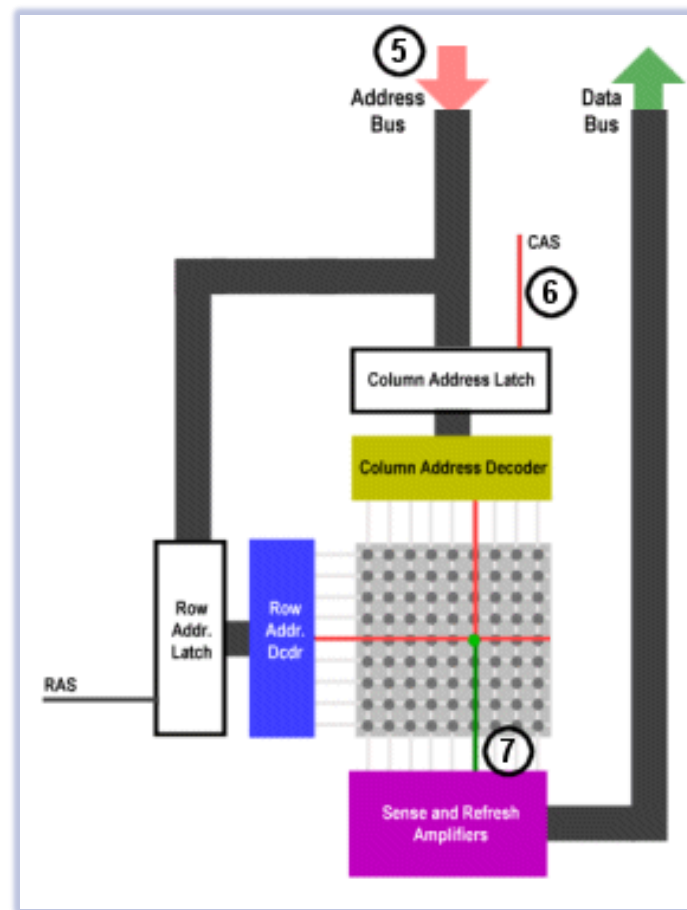 5
Address
Bus
Data
Bus
CAS
6
Column Address Latch
Column Address Decoder
Row
Addr.
Latch
Row
Addr.
Dcdr
RAS
7
Sense and Refresh
Amplifiers